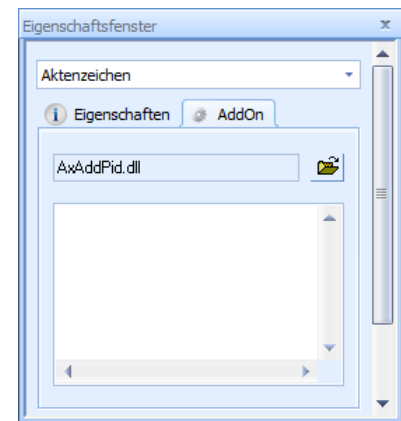 Eigenschaftsfenster x
Aktenzeichen
Eigenschaften AddOn
AxAddPid.dll